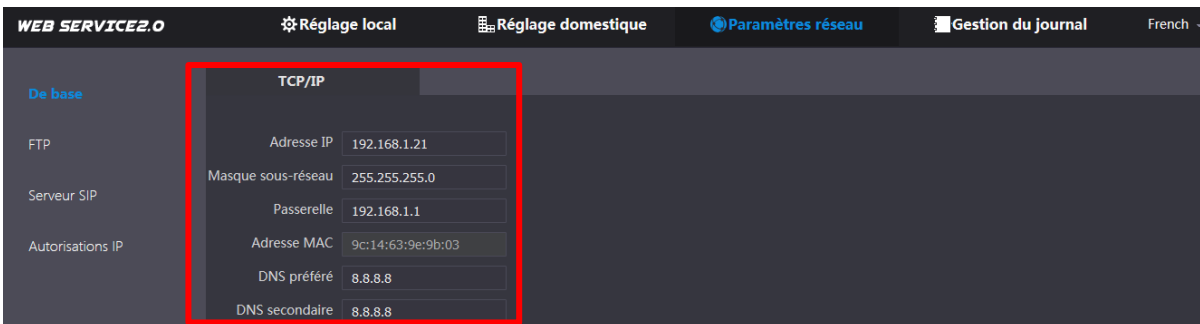 WEB SERVICE2.0 Réglage local Réglage domestique Paramètres réseau Gestion du journal French
De base
FTP
Serveur SIP
Autorisations IP
TCP/IP
Adresse IP 192.168.1.21
Masque sous-réseau 255.255.255.0
Passerelle 192.168.1.1
Adresse MAC 9c:14:63:9e:9b:03
DNS préféré 8.8.8.8
DNS secondaire 8.8.8.8